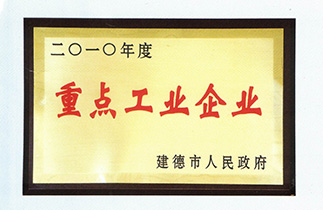 二〇一〇年度
重点工业企业
建德市人民政府